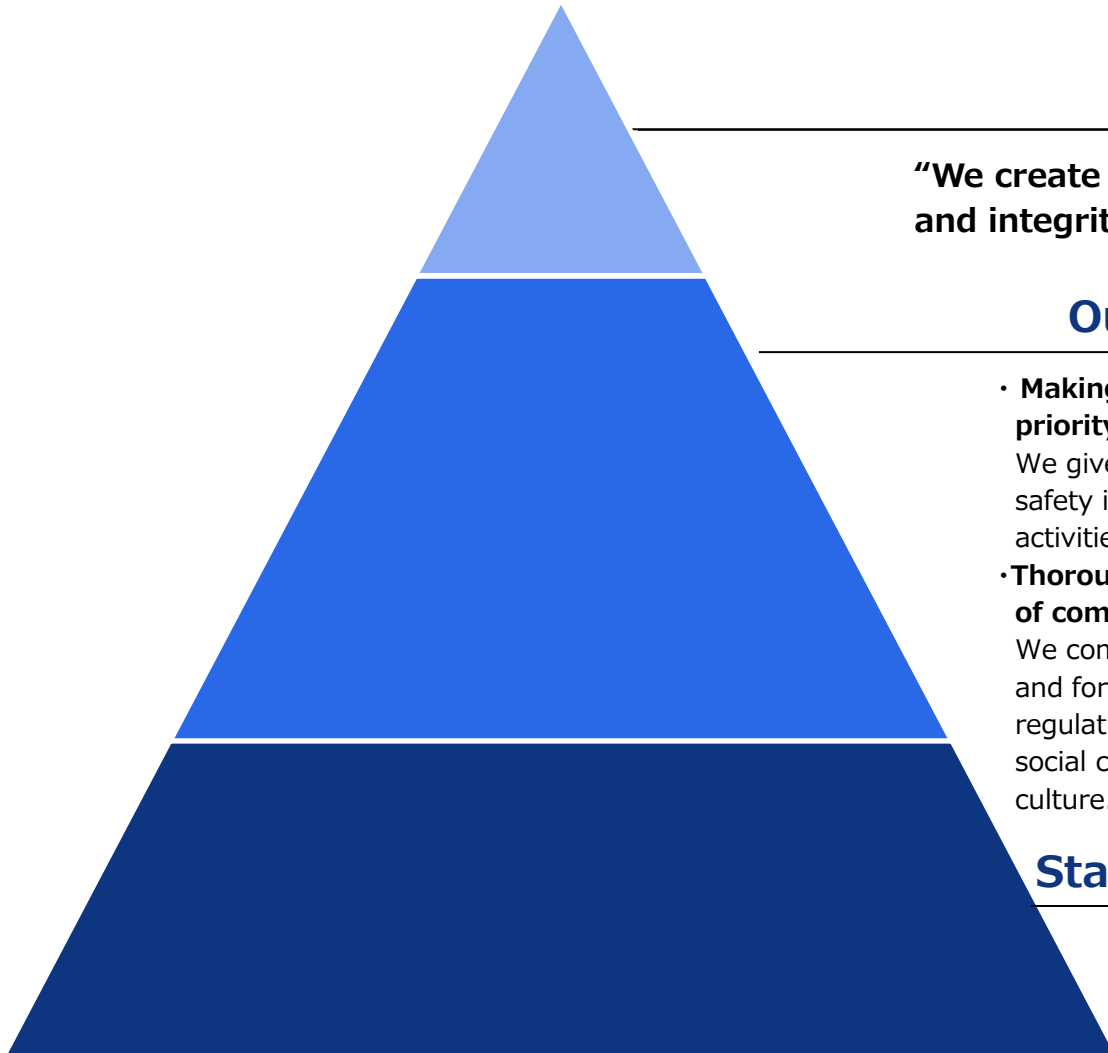 “We create
and integrit
Ou
・ Making
priority
We give
safety i
activitie
・Thorou
of com
We con
and for
regulat
social c
culture
Sta